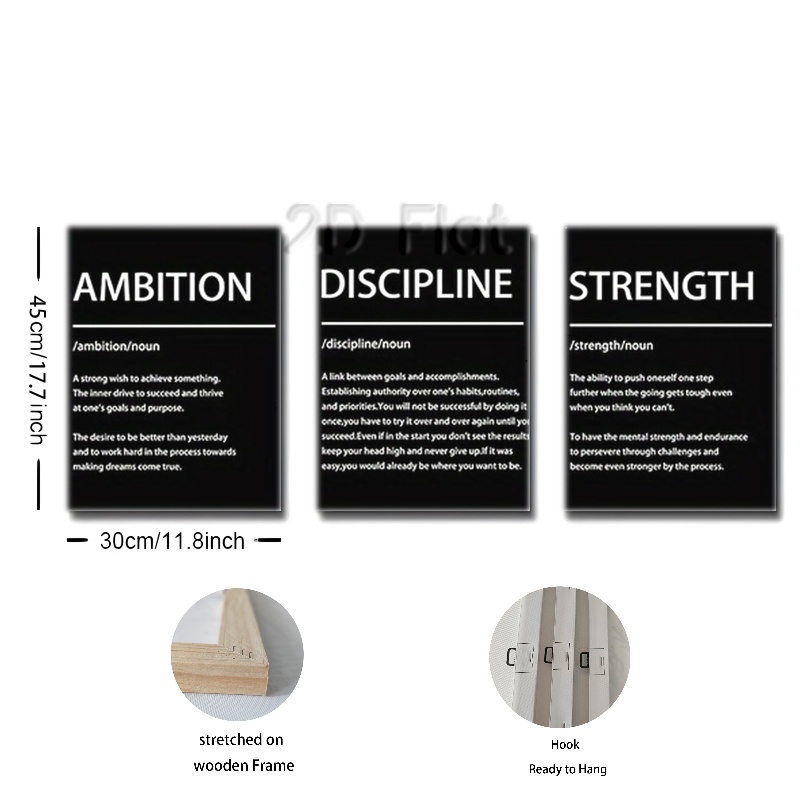 2D Flat
AMBITION
/ambition/noun
A strong wish to achieve something.
The inner drive to succeed and thrive
at one's goals and purpose.
The desire to be better than yesterday
and to work hard in the process towards
making dreams come true.
DISCIPLINE
/discipline/noun
A link between goals and accomplishments.
Establishing authority over one's habits,routines,
and priorities.You will not be successful by doing it
once,you have to try it over and over again until you
succeed.Even if in the start you don't see the results
keep your head high and never give up.If it was
easy,you would already be where you want to be.
STRENGTH
/strength/noun
The ability to push oneself one step
further when the going gets tough even
when you think you can't.
To have the mental strength and endurance
to persevere through challenges and
become even stronger by the process.
45cm/17.7inch
30cm/11.8inch
stretched on
wooden Frame
Hook
Ready to Hang